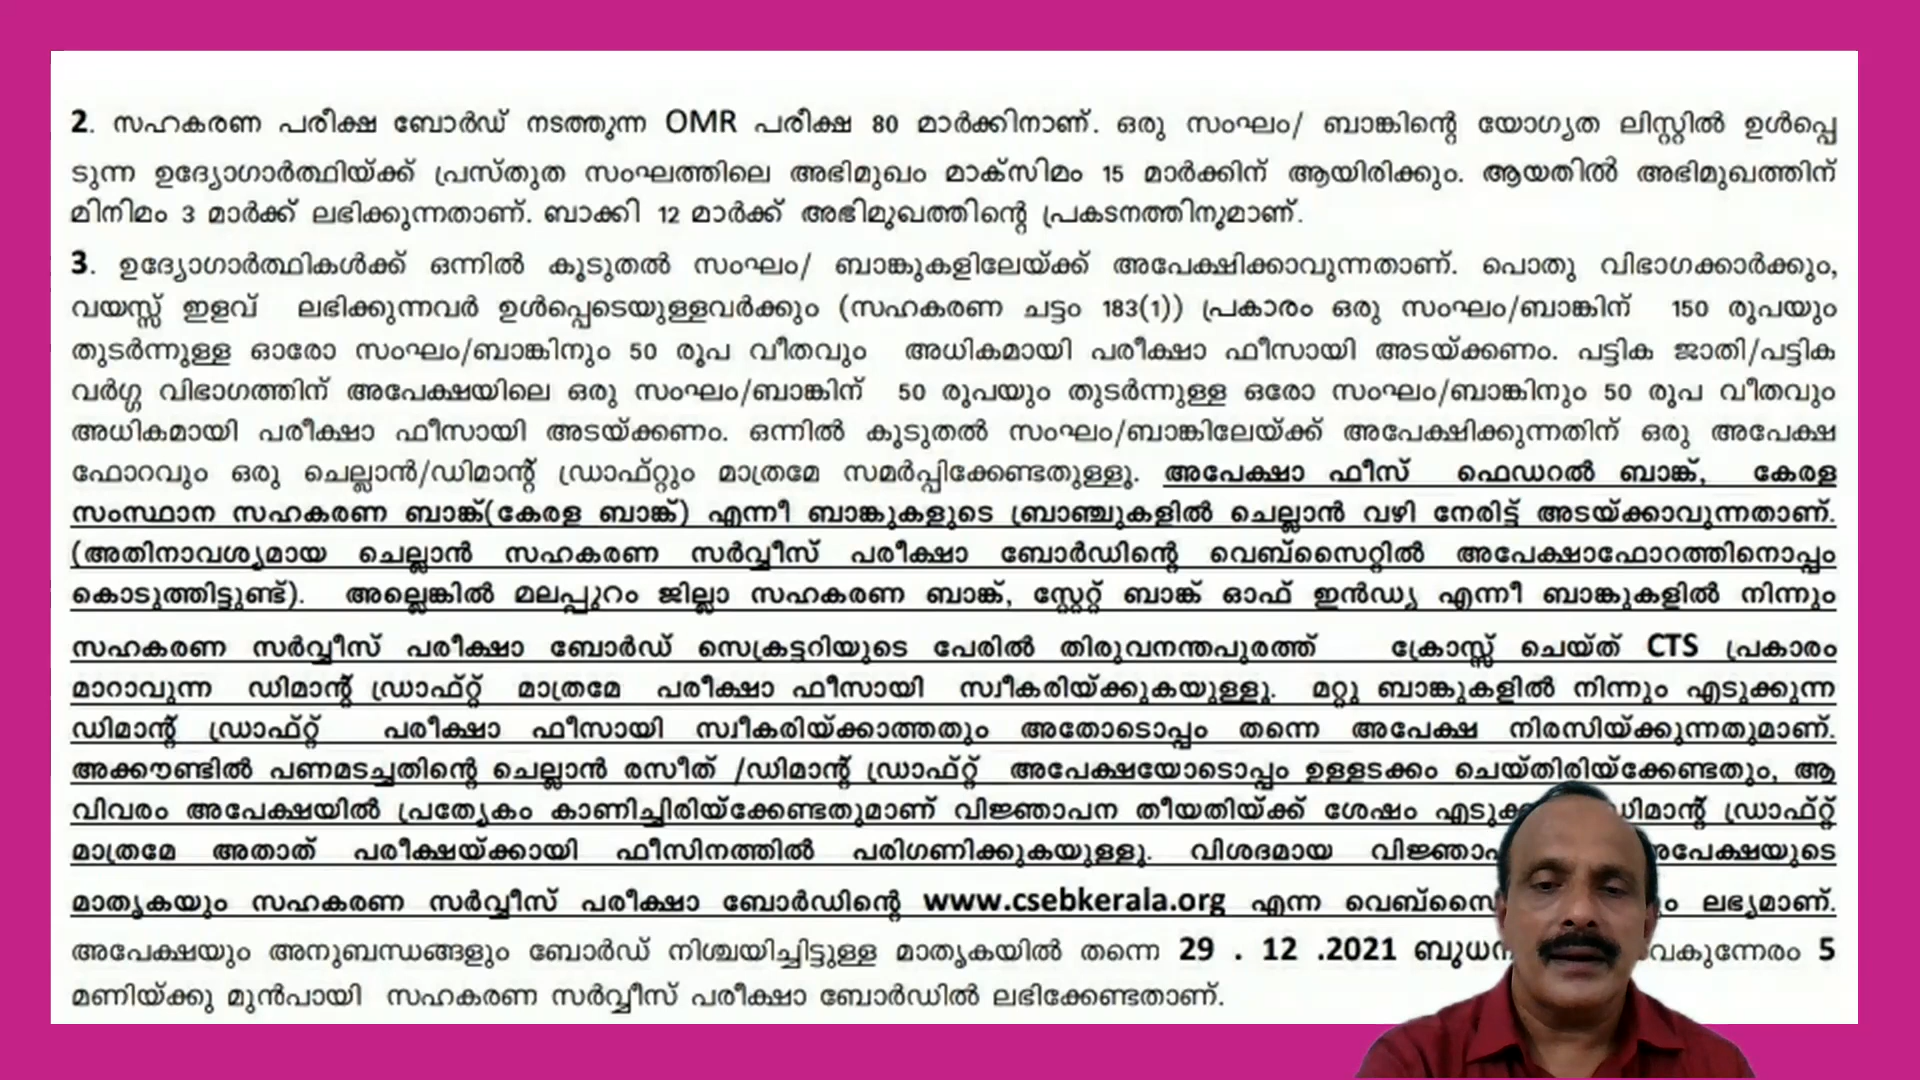 2. സഹകരണ പരീക്ഷ ബോർഡ് നടത്തുന്ന OMR പരീക്ഷ 80 മാർക്കിനാണ്. ഒരു സംഘം/ ബാങ്കിന്റെ യോഗ്യത ലിസ്റ്റിൽ ഉൾപ്പെ
ടുന്ന ഉദ്യോഗാർത്ഥിയ്ക്ക് പ്രസ്തുത സംഘത്തിലെ അഭിമുഖം മാക്സിമം 15 മാർക്കിന് ആയിരിക്കും. ആയതിൽ അഭിമുഖത്തിന്
മിനിമം 3 മാർക്ക് ലഭിക്കുന്നതാണ്. ബാക്കി 12 മാർക്ക് അഭിമുഖത്തിന്റെ പ്രകടനത്തിനുമാണ്.
3. ഉദ്യോഗാർത്ഥികൾക്ക് ഒന്നിൽ കൂടുതൽ സംഘം/ ബാങ്കുകളിലേയ്ക്ക് അപേക്ഷിക്കാവുന്നതാണ്. പൊതു വിഭാഗക്കാർക്കും,
വയസ്സ് ഇളവ് ലഭിക്കുന്നവർ ഉൾപ്പെടെയുള്ളവർക്കും (സഹകരണ ചട്ടം 183(1)) പ്രകാരം ഒരു സംഘം/ബാങ്കിന് 150 രൂപയും
തുടർന്നുള്ള ഓരോ സംഘം/ബാങ്കിനും 50 രൂപ വീതവും അധികമായി പരീക്ഷാ ഫീസായി അടയ്ക്കണം. പട്ടിക ജാതി/പട്ടിക
വർഗ്ഗ വിഭാഗത്തിന് അപേക്ഷയിലെ ഒരു സംഘം/ബാങ്കിന് 50 രൂപയും തുടർന്നുള്ള ഒരോ സംഘം/ബാങ്കിനും 50 രൂപ വീതവും
അധികമായി പരീക്ഷാ ഫീസായി അടയ്ക്കണം. ഒന്നിൽ കൂടുതൽ സംഘം/ബാങ്കിലേയ്ക്ക് അപേക്ഷിക്കുന്നതിന് ഒരു അപേക്ഷ
ഫോറവും ഒരു ചെല്ലാൻ/ഡിമാന്റ് ഡ്രാഫ്റ്റും മാത്രമേ സമർപ്പിക്കേണ്ടതുള്ളൂ. അപേക്ഷാ ഫീസ് ഫെഡറൽ ബാങ്ക്, കേരള
സംസ്ഥാന സഹകരണ ബാങ്ക്(കേരള ബാങ്ക്) എന്നീ ബാങ്കുകളുടെ ബ്രാഞ്ചുകളിൽ ചെല്ലാൻ വഴി നേരിട്ട് അടയ്ക്കാവുന്നതാണ്.
(അതിനാവശ്യമായ ചെല്ലാൻ സഹകരണ സർവ്വീസ് പരീക്ഷാ ബോർഡിന്റെ വെബ്സൈറ്റിൽ അപേക്ഷാഫോറത്തിനൊപ്പം
കൊടുത്തിട്ടുണ്ട്). അല്ലെങ്കിൽ മലപ്പുറം ജില്ലാ സഹകരണ ബാങ്ക്, സ്റ്റേറ്റ് ബാങ്ക് ഓഫ് ഇൻഡ്യ എന്നീ ബാങ്കുകളിൽ നിന്നും
സഹകരണ സർവ്വീസ് പരീക്ഷാ ബോർഡ് സെക്രട്ടറിയുടെ പേരിൽ തിരുവനന്തപുരത്ത് ക്രോസ്സ് ചെയ്ത് CTS പ്രകാരം
മാറാവുന്ന ഡിമാന്റ് ഡ്രാഫ്റ്റ് മാത്രമേ പരീക്ഷാ ഫീസായി സ്വീകരിയ്ക്കുകയുള്ളൂ. മറ്റു ബാങ്കുകളിൽ നിന്നും എടുക്കുന്ന
ഡിമാന്റ് ഡ്രാഫ്റ്റ് പരീക്ഷാ ഫീസായി സ്വീകരിയ്ക്കാത്തതും അതോടൊപ്പം തന്നെ അപേക്ഷ നിരസിയ്ക്കുന്നതുമാണ്.
അക്കൗണ്ടിൽ പണമടച്ചതിന്റെ ചെല്ലാൻ രസീത് /ഡിമാന്റ് ഡ്രാഫ്റ്റ് അപേക്ഷയോടൊപ്പം ഉള്ളടക്കം ചെയ്തിരിയ്ക്കേണ്ടതും, ആ
വിവരം അപേക്ഷയിൽ പ്രത്യേകം കാണിച്ചിരിയ്ക്കേണ്ടതുമാണ് വിജ്ഞാപന തീയതിയ്ക്ക് ശേഷം ഡ്രാഫ്റ്റ്
മാത്രമേ അതാത് പരീക്ഷയ്ക്കായി ഫീസിനത്തിൽ പരിഗണിക്കുകയുള്ളൂ. വിശദമായ
മാതൃകയും സഹകരണ സർവ്വീസ് പരീക്ഷാ ബോർഡിന്റെ www.csebkerala.org എന്ന ലഭ്യമാണ്.
അപേക്ഷയും അനുബന്ധങ്ങളും ബോർഡ് നിശ്ചയിച്ചിട്ടുള്ള മാതൃകയിൽ തന്നെ 29 . 12 .2021 5
മണിയ്ക്കു മുൻപായി സഹകരണ സർവ്വീസ് പരീക്ഷാ ബോർഡിൽ ലഭിക്കേണ്ടതാണ്.